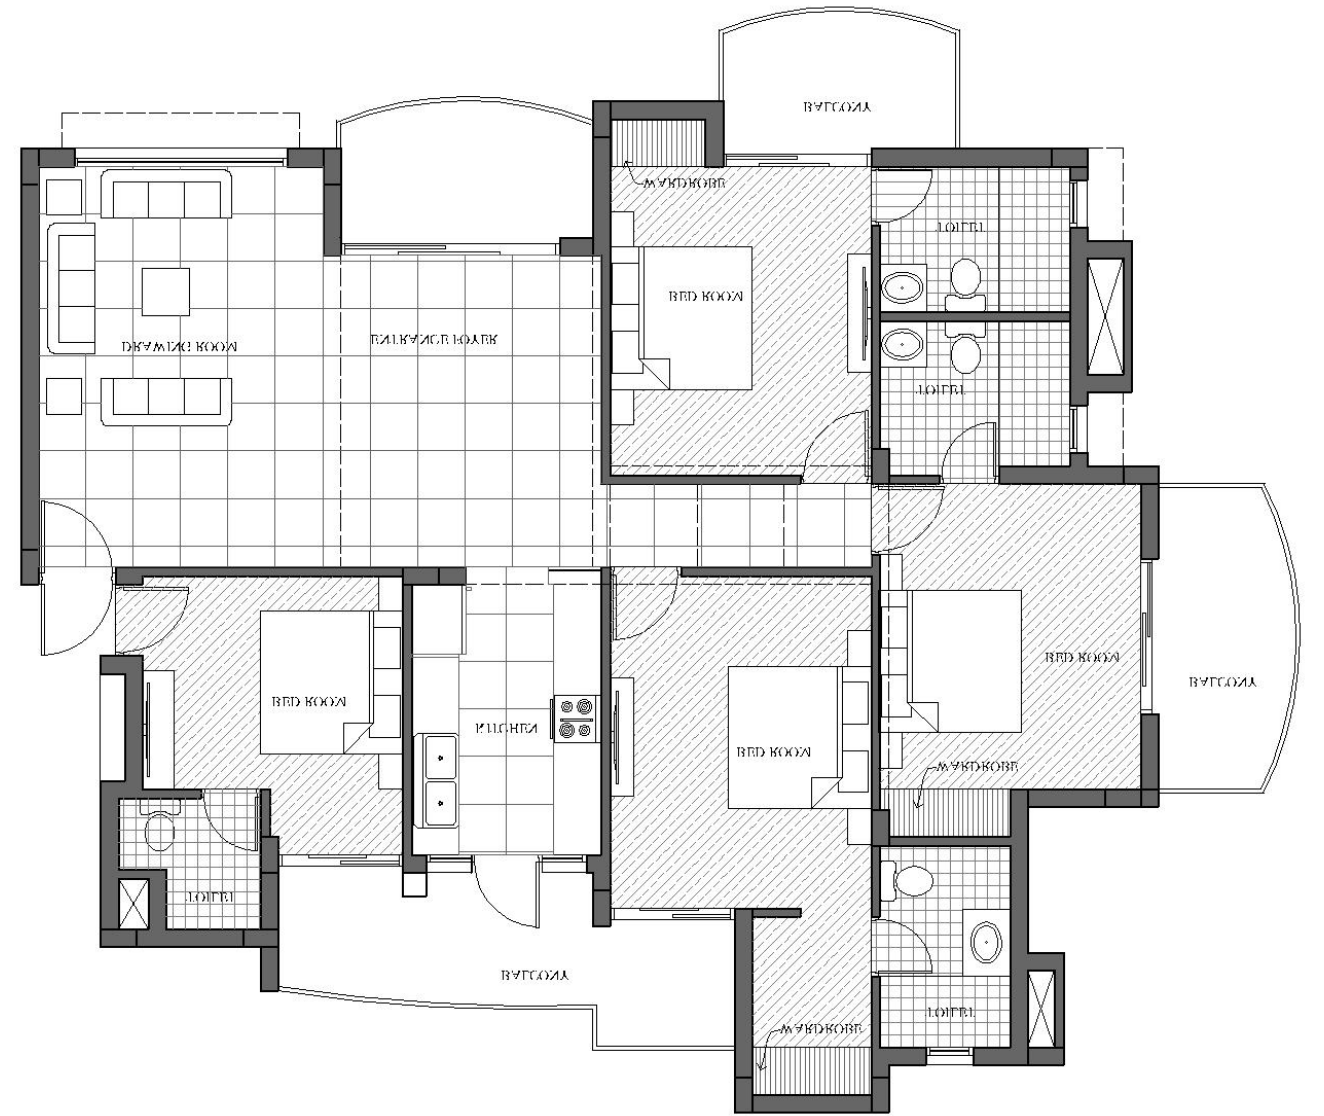 BALCONY
WARDROBE
TOILET
BED ROOM
ENTRANCE FOYER
DRAWING ROOM
TOILET
BED ROOM
BALCONY
BED ROOM
KITCHEN
BED ROOM
WARDROBE
TOILET
BALCONY
TOILET
WARDROBE